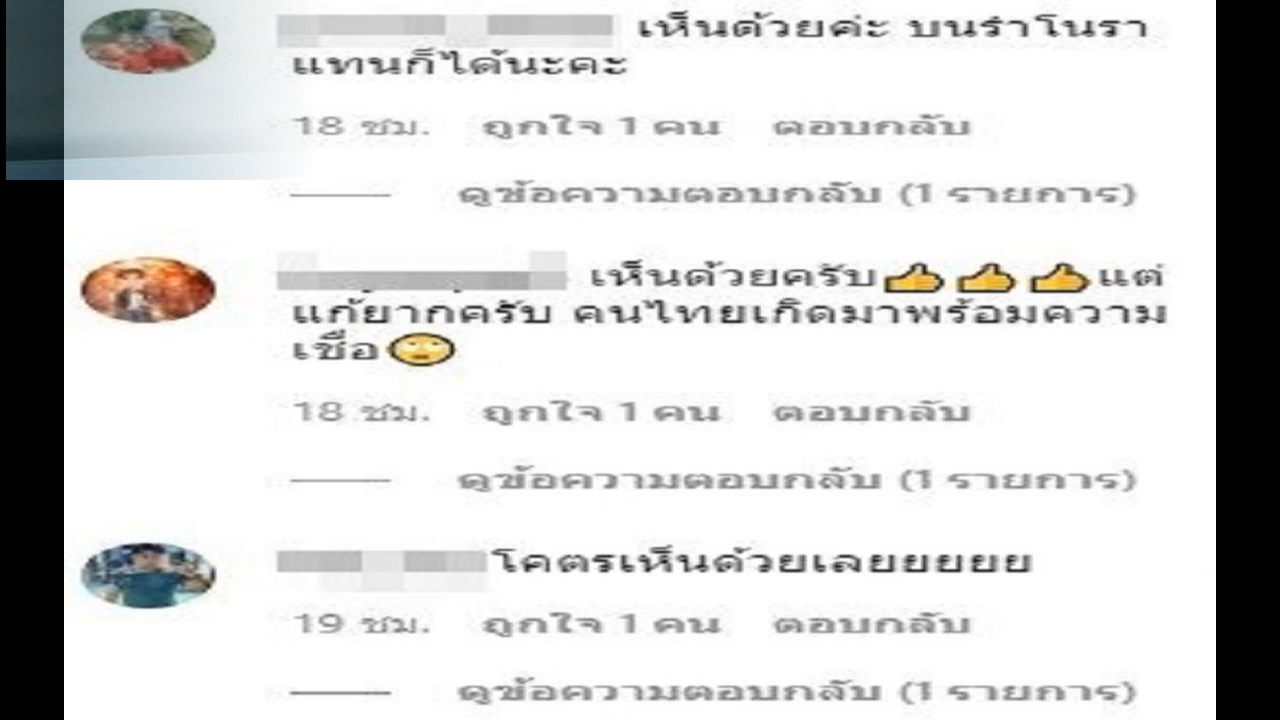 เห็นด้วยค่ะ บนรำโนรา
แทนก็ได้นะคะ
18 ชม. ถูกใจ 1 คน ตอบกลับ
ดูข้อความตอบกลับ (1 รายการ)
เห็นด้วยครับ👍👍👍แต่
แก้ยากครับ คนไทยเกิดมาพร้อมความ
เชื่อ🙄
18 ชม. ถูกใจ 1 คน ตอบกลับ
ดูข้อความตอบกลับ (1 รายการ)
โคตรเห็นด้วยเลยยยยยย
19 ชม. ถูกใจ 1 คน ตอบกลับ
ดูข้อความตอบกลับ (1 รายการ)